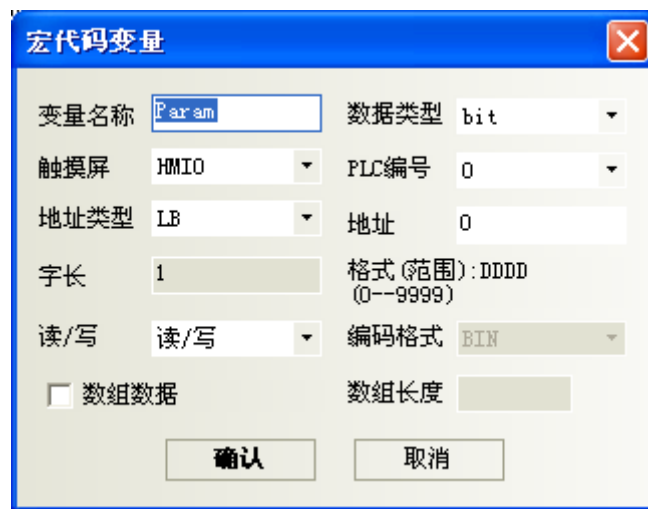 宏代码变量
变量名称 Param 数据类型 bit
触摸屏 HMI0 PLC编号 0
地址类型 LB 地址 0
字长 1 格式(范围):DDDD
(0--9999)
读/写 读/写 编码格式 BIN
数组数据 数组长度
确认 取消